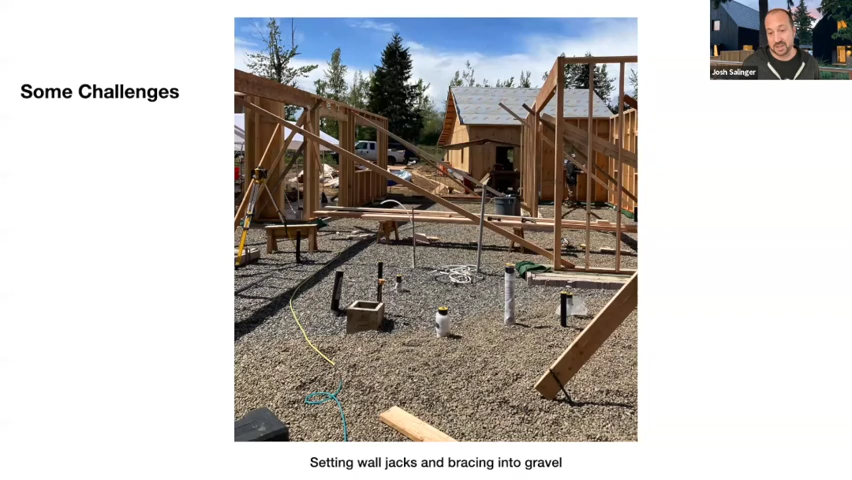 Josh Salinger
Some Challenges
Setting wall jacks and bracing into gravel